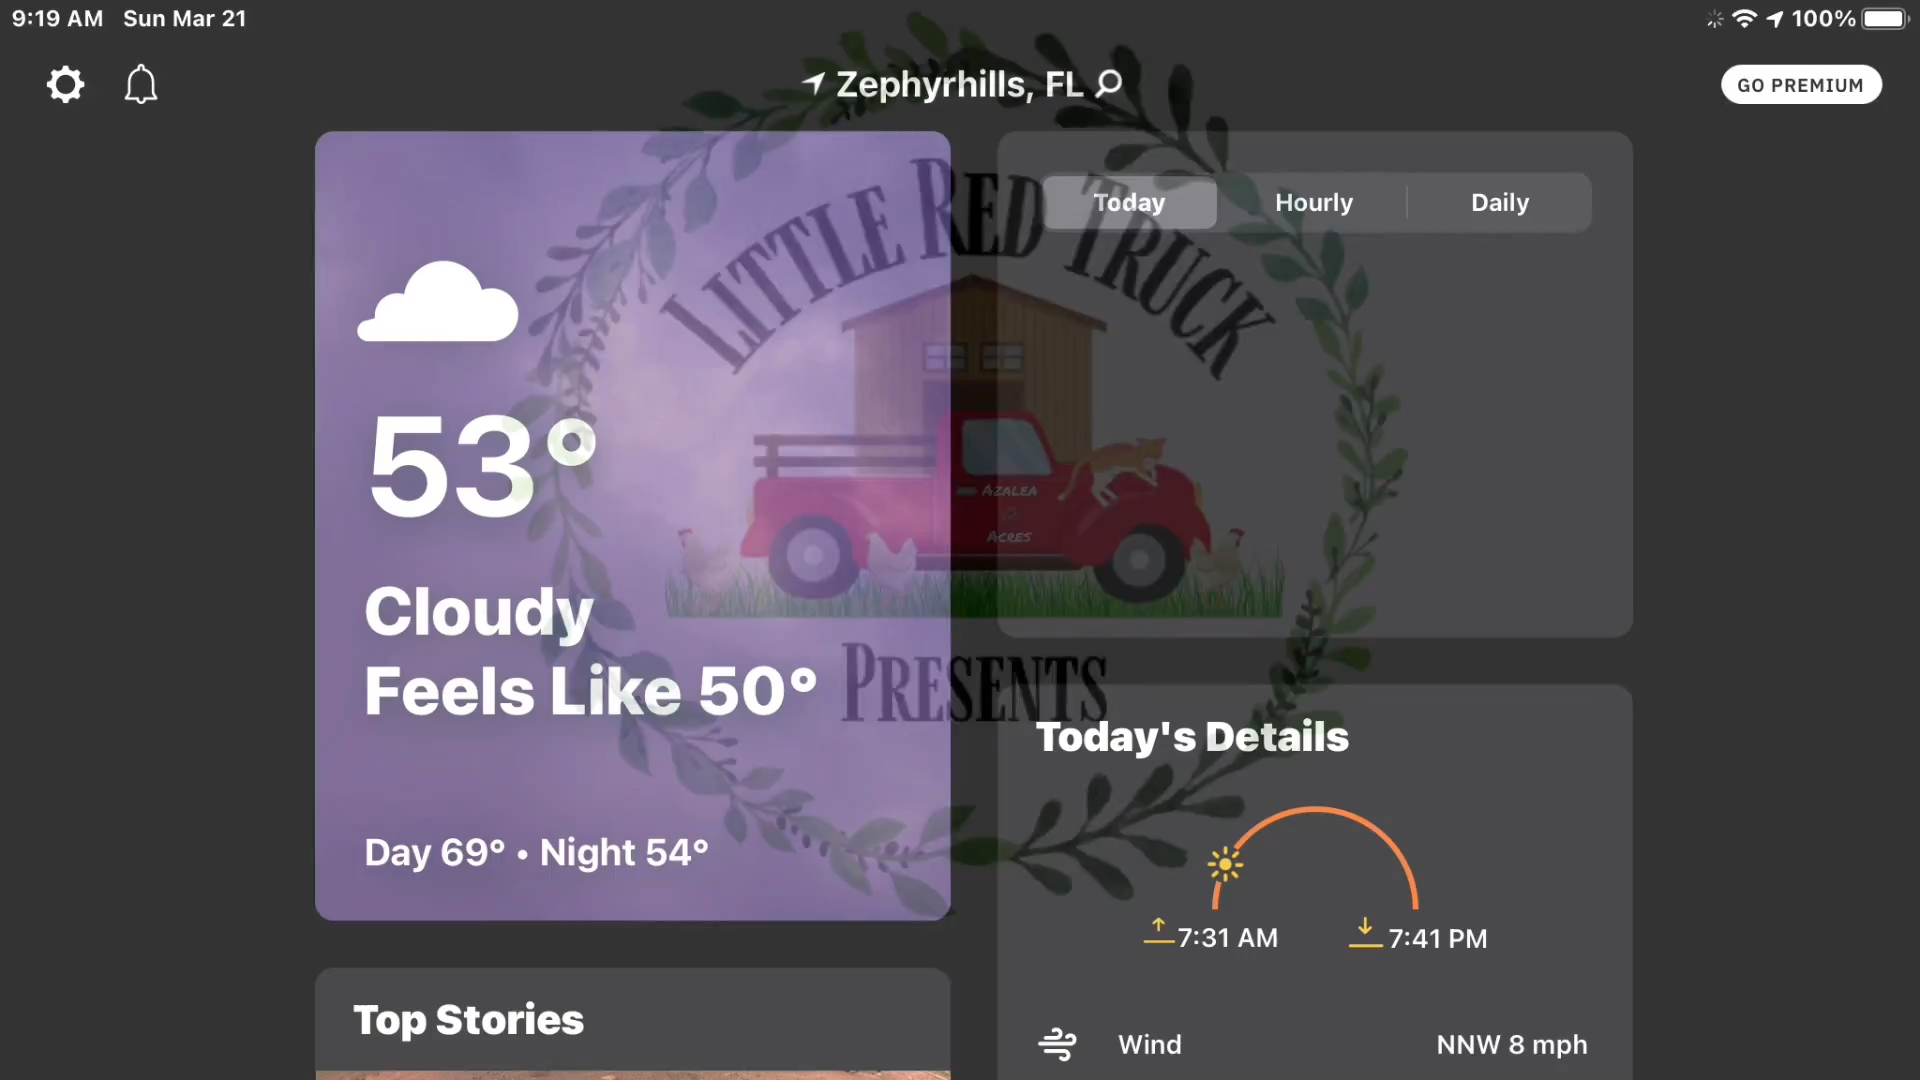 9:19 AM Sun Mar 21
100%
Zephyrhills, FL
GO PREMIUM
LITTLE RED TRUCK
Today Hourly Daily
53°
AZALEA
ACRES
Cloudy
Feels Like 50°
PRESENTS
Today's Details
Day 69° • Night 54°
7:31 AM 7:41 PM
Top Stories
Wind NNW 8 mph